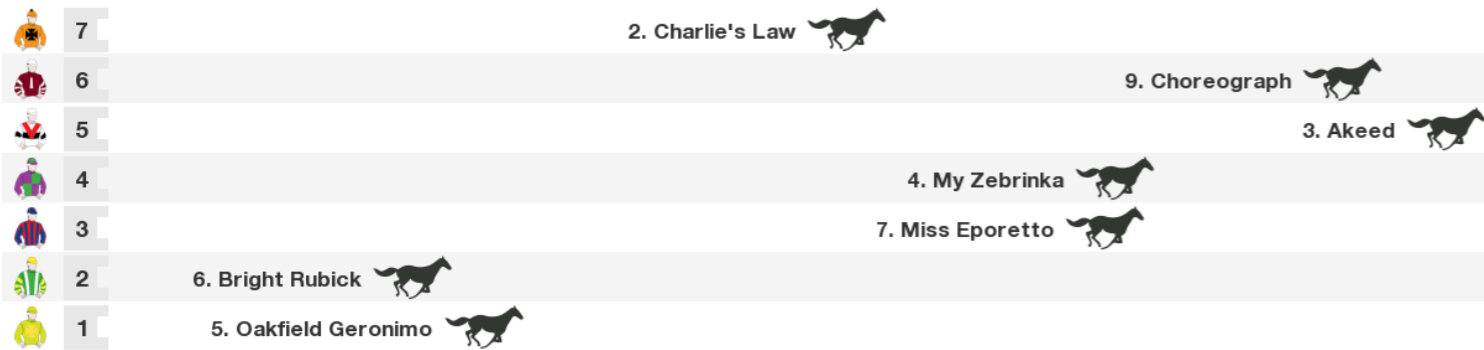 7 2. Charlie's Law
6 9. Choreograph
5 3. Akeed
4 4. My Zebrinka
3 7. Miss Eporetto
2 6. Bright Rubick
1 5. Oakfield Geronimo